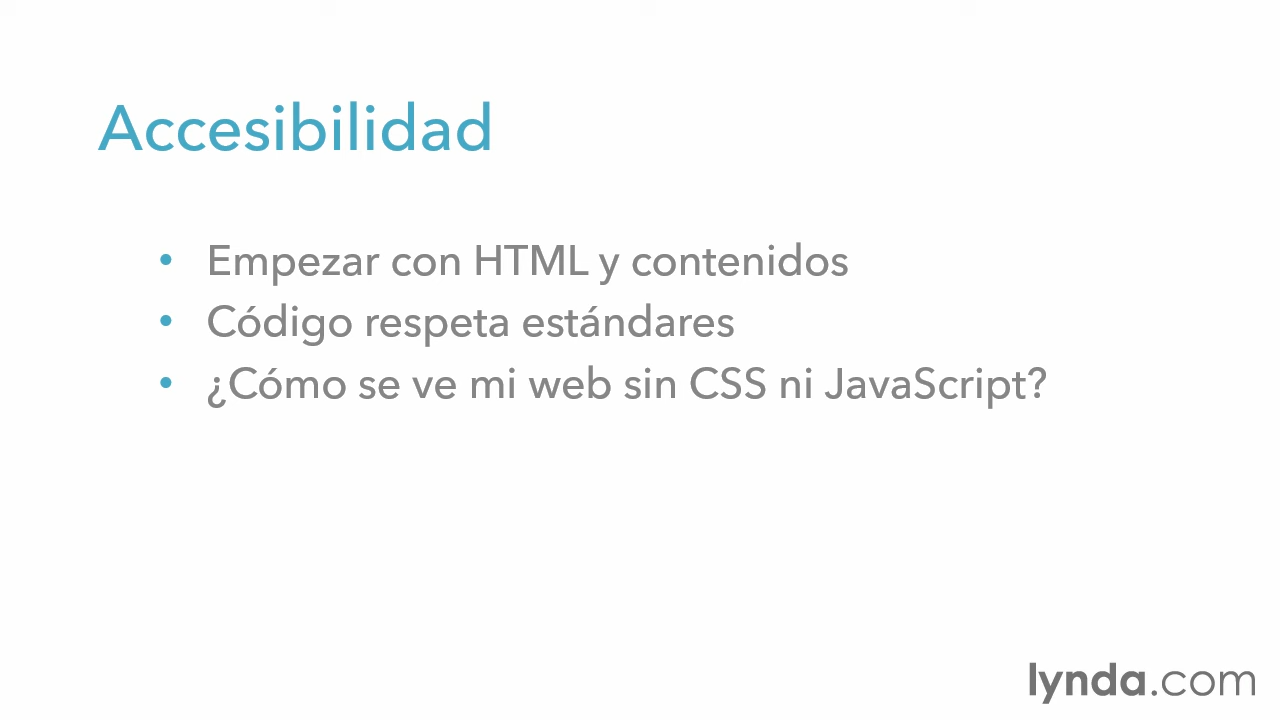 Accesibilidad
• Empezar con HTML y contenidos
• Código respeta estándares
• ¿Cómo se ve mi web sin CSS ni JavaScript?
lynda.com